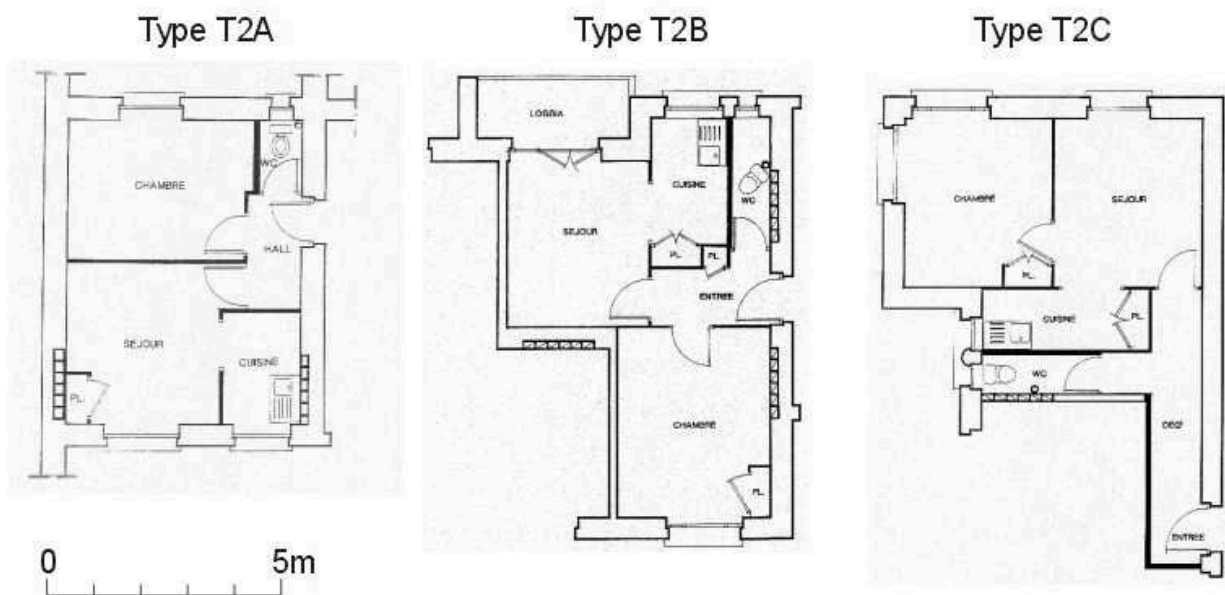 Type T2A
CHAMBRE
WC
HALL
SEJOUR
CUISINE
PL.
0 5m
Type T2B
LOGGIA
CUISINE
WC
SEJOUR
PL.
PL.
ENTREE
CHAMBRE
PL.
Type T2C
CHAMBRE
SEJOUR
PL.
CUISINE
PL.
WC
DEGT
ENTREE